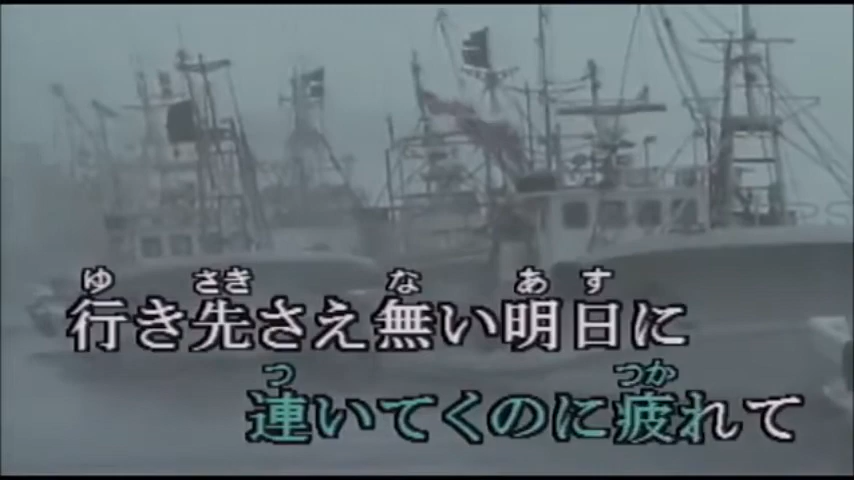 ゆ さき な あ す
行き先さえ無い明日に
つ つか
連いてくのに疲れて